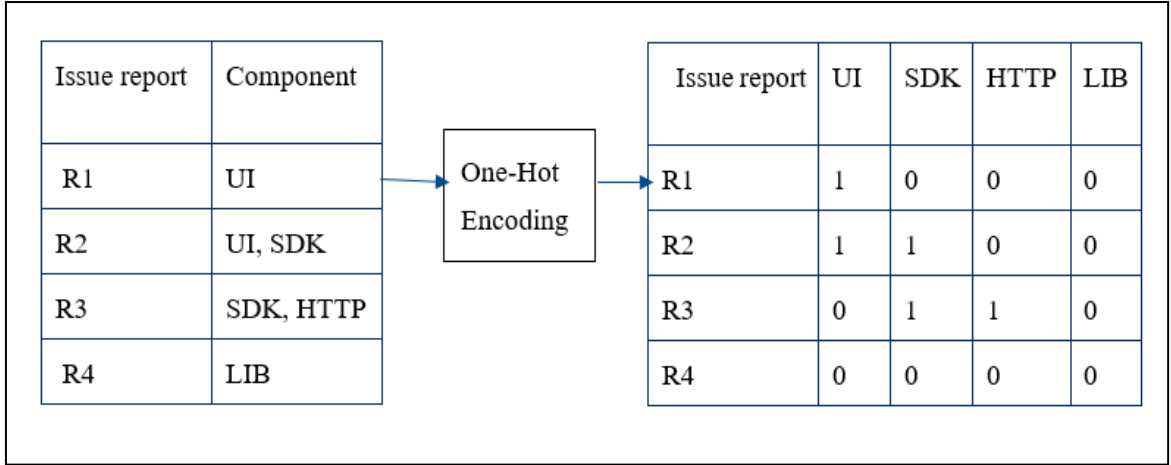 Issue report Component
R1 UI
R2 UI, SDK
R3 SDK, HTTP
R4 LIB
One-Hot
Encoding
Issue report UI SDK HTTP LIB
R1 1 0 0 0
R2 1 1 0 0
R3 0 1 1 0
R4 0 0 0 0